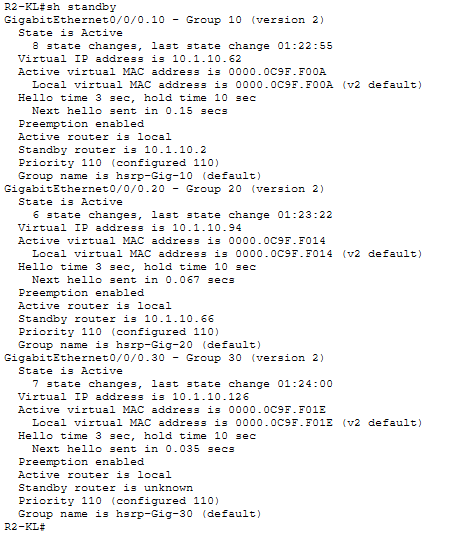 R2-KL#sh standby
GigabitEthernet0/0/0.10 - Group 10 (version 2)
State is Active
8 state changes, last state change 01:22:55
Virtual IP address is 10.1.10.62
Active virtual MAC address is 0000.0C9F.F00A
Local virtual MAC address is 0000.0C9F.F00A (v2 default)
Hello time 3 sec, hold time 10 sec
Next hello sent in 0.15 secs
Preemption enabled
Active router is local
Standby router is 10.1.10.2
Priority 110 (configured 110)
Group name is hsrp-Gig-10 (default)
GigabitEthernet0/0/0.20 - Group 20 (version 2)
State is Active
6 state changes, last state change 01:23:22
Virtual IP address is 10.1.10.94
Active virtual MAC address is 0000.0C9F.F014
Local virtual MAC address is 0000.0C9F.F014 (v2 default)
Hello time 3 sec, hold time 10 sec
Next hello sent in 0.067 secs
Preemption enabled
Active router is local
Standby router is 10.1.10.66
Priority 110 (configured 110)
Group name is hsrp-Gig-20 (default)
GigabitEthernet0/0/0.30 - Group 30 (version 2)
State is Active
7 state changes, last state change 01:24:00
Virtual IP address is 10.1.10.126
Active virtual MAC address is 0000.0C9F.F01E
Local virtual MAC address is 0000.0C9F.F01E (v2 default)
Hello time 3 sec, hold time 10 sec
Next hello sent in 0.035 secs
Preemption enabled
Active router is local
Standby router is unknown
Priority 110 (configured 110)
Group name is hsrp-Gig-30 (default)
R2-KL#